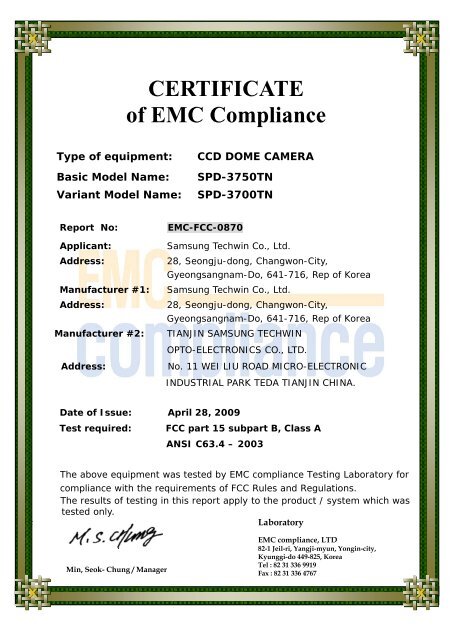 CERTIFICATE
of EMC Compliance
Type of equipment: CCD DOME CAMERA
Basic Model Name: SPD-3750TN
Variant Model Name: SPD-3700TN
Report No: EMC-FCC-0870
Applicant: Samsung Techwin Co., Ltd.
Address: 28, Seongju-dong, Changwon-City,
Gyeongsangnam-Do, 641-716, Rep of Korea
Manufacturer #1: Samsung Techwin Co., Ltd.
Address: 28, Seongju-dong, Changwon-City,
Gyeongsangnam-Do, 641-716, Rep of Korea
Manufacturer #2: TIANJIN SAMSUNG TECHWIN
OPTO-ELECTRONICS CO., LTD.
Address: No. 11 WEI LIU ROAD MICRO-ELECTRONIC
INDUSTRIAL PARK TEDA TIANJIN CHINA.
EMC
compliance
Date of Issue: April 28, 2009
Test required: FCC part 15 subpart B, Class A
ANSI C63.4 – 2003
The above equipment was tested by EMC compliance Testing Laboratory for
compliance with the requirements of FCC Rules and Regulations.
The results of testing in this report apply to the product / system which was
tested only.
M. S. Chung
Min, Seok- Chung / Manager
Laboratory
EMC compliance, LTD
82-1 Jeil-ri, Yangji-myun, Yongin-city,
Kyunggi-do 449-825, Korea
Tel : 82 31 336 9919
Fax : 82 31 336 4767